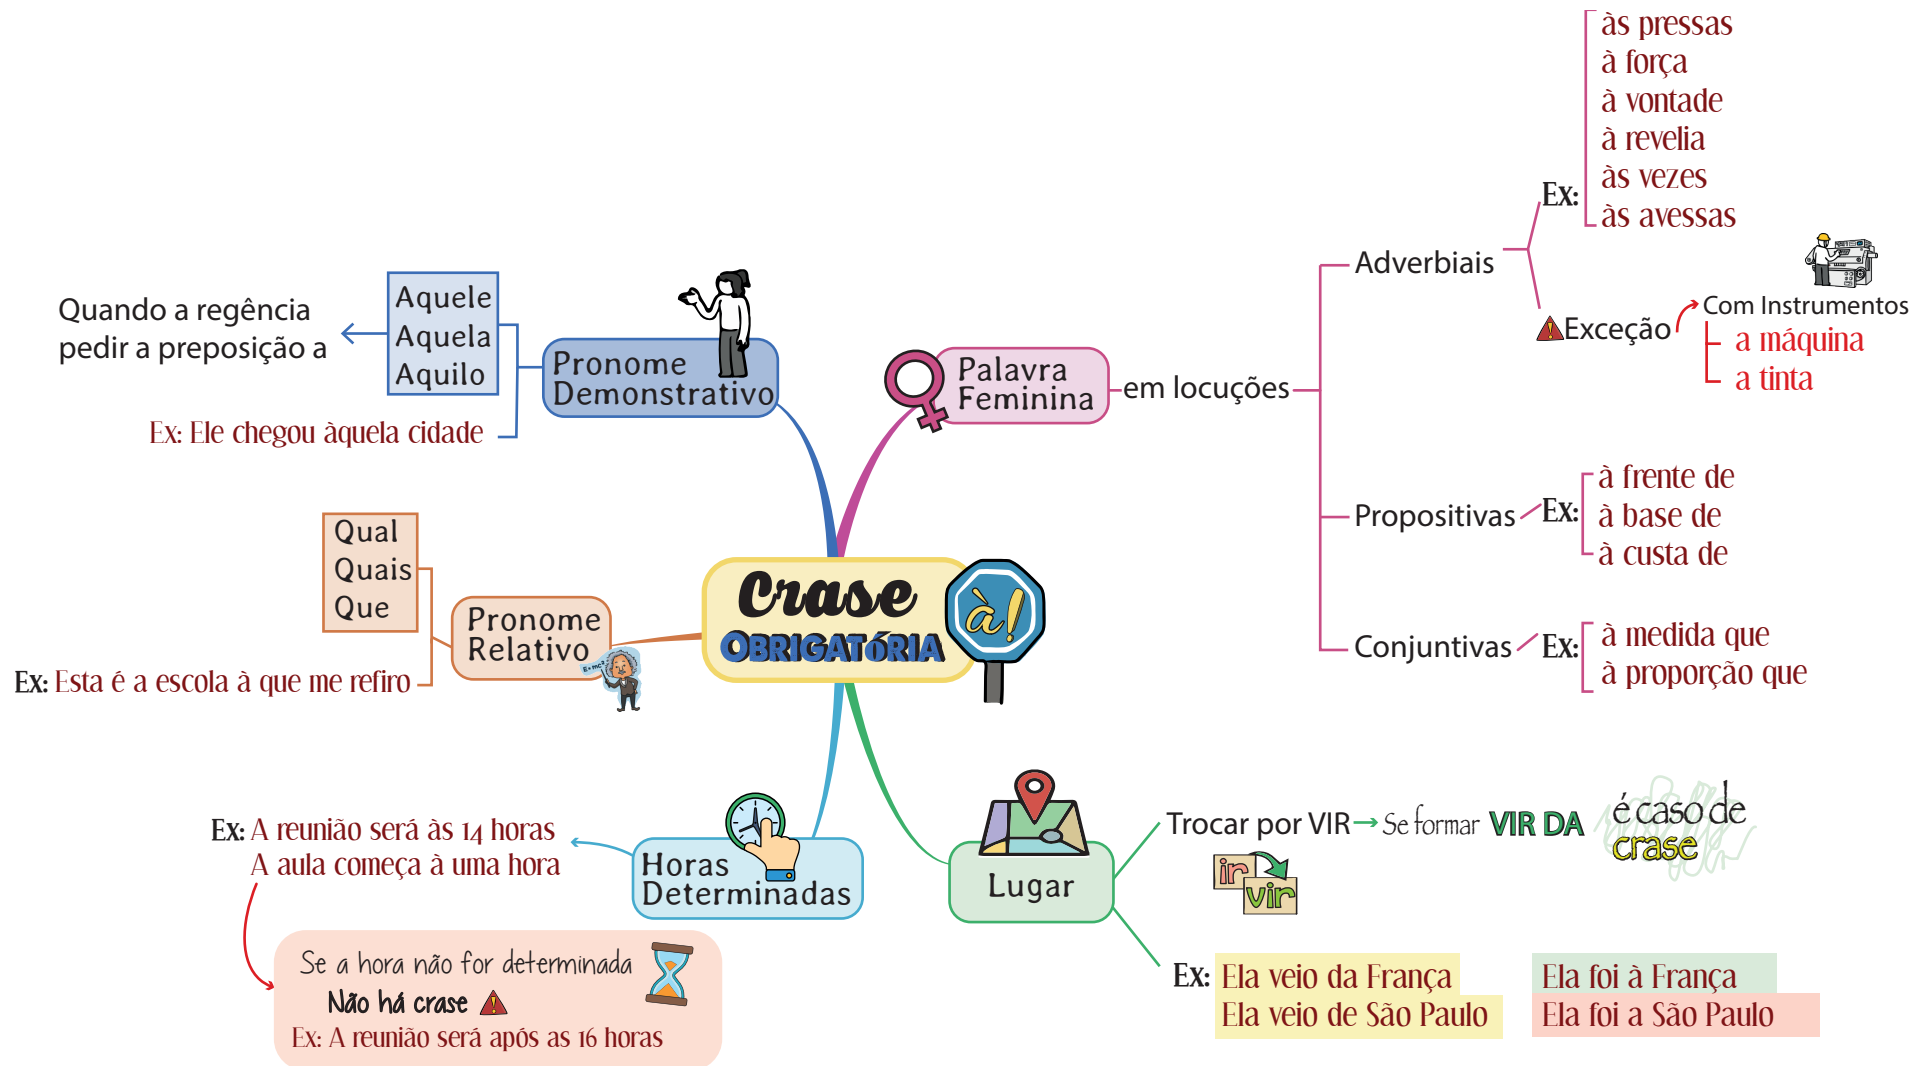 Crase
OBRIGATÓRIA
à!
Palavra
Feminina
em locuções
Adverbiais
Ex:
às pressas
à força
à vontade
à revelia
às vezes
às avessas
Exceção
Com Instrumentos
a máquina
a tinta
Propositivas
Ex:
à frente de
à base de
à custa de
Conjuntivas
Ex:
à medida que
à proporção que
Pronome
Demonstrativo
Aquele
Aquela
Aquilo
Quando a regência
pedir a preposição a
Ex: Ele chegou àquela cidade
Pronome
Relativo
E=mc²
Qual
Quais
Que
Ex: Esta é a escola à que me refiro
Horas
Determinadas
Ex: A reunião será às 14 horas
A aula começa à uma hora
Se a hora não for determinada
Não há crase
Ex: A reunião será após as 16 horas
Lugar
Trocar por VIR
Se formar VIR DA
é caso de
crase
ir
vir
Ex: Ela veio da França
Ela veio de São Paulo
Ela foi à França
Ela foi a São Paulo